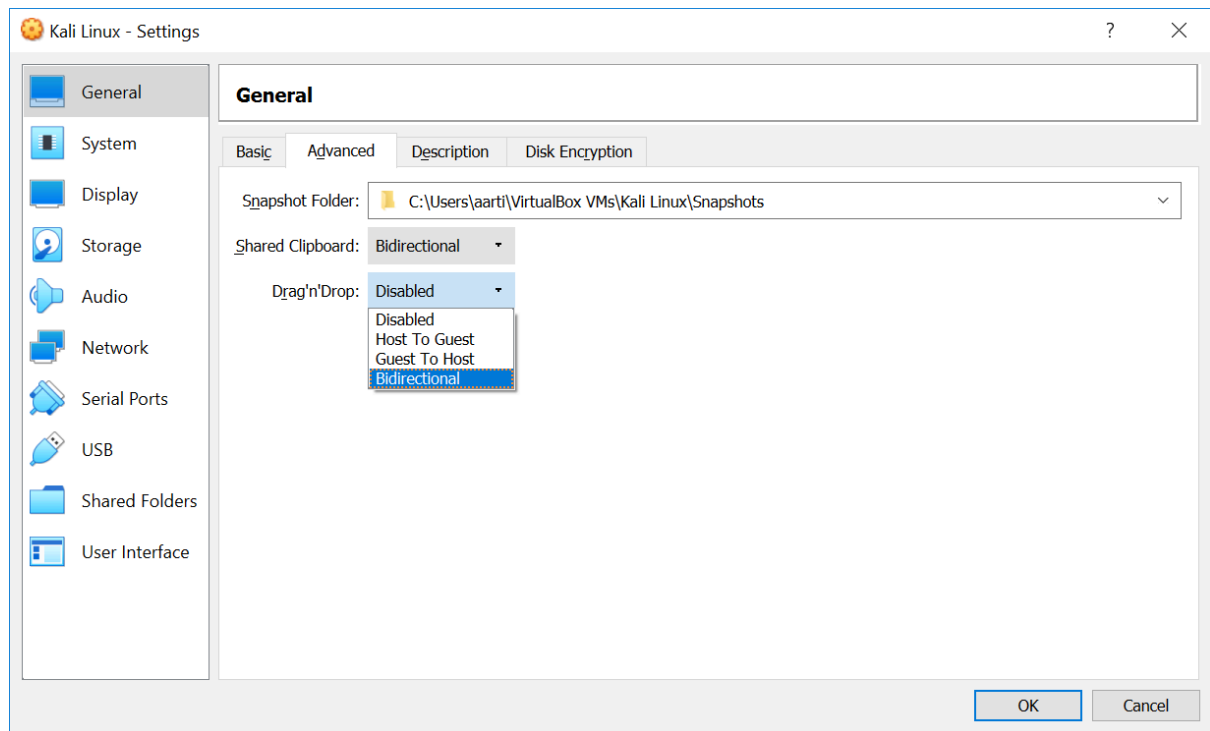 Kali Linux - Settings
?
General
System
Display
Storage
Audio
Network
Serial Ports
USB
Shared Folders
User Interface
General
Basic Advanced Description Disk Encryption
Snapshot Folder: C:\Users\aarti\VirtualBox VMs\Kali Linux\Snapshots
Shared Clipboard: Bidirectional
Drag'n'Drop: Disabled
Disabled
Host To Guest
Guest To Host
Bidirectional
OK Cancel